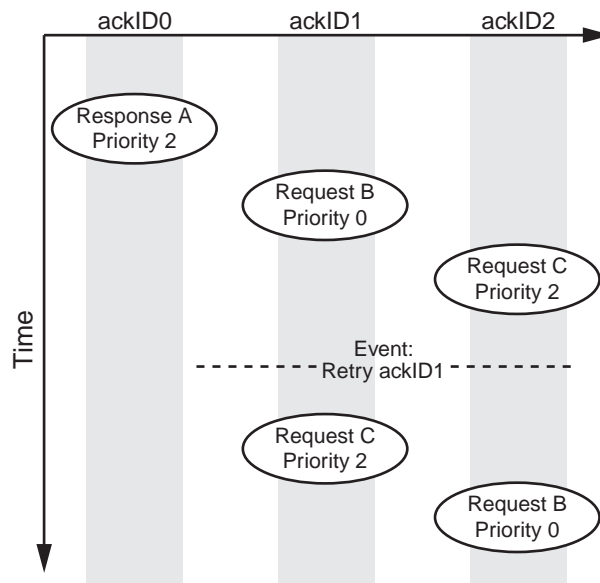 ackID0 ackID1 ackID2
Response A
Priority 2
Request B
Priority 0
Request C
Priority 2
Time
Event:
Retry ackID1
Request C
Priority 2
Request B
Priority 0